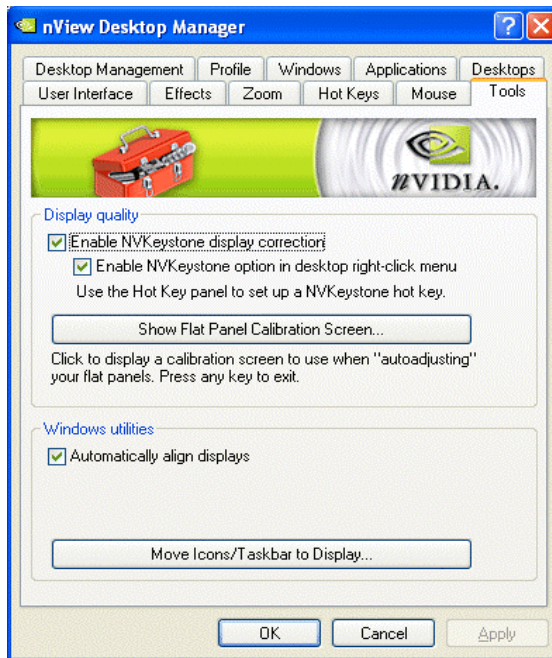 nView Desktop Manager
Desktop Management Profile Windows Applications Desktops
User Interface Effects Zoom Hot Keys Mouse Tools
nVIDIA.
Display quality
Enable NVKeystone display correction
Enable NVKeystone option in desktop right-click menu
Use the Hot Key panel to set up a NVKeystone hot key.
Show Flat Panel Calibration Screen...
Click to display a calibration screen to use when "autoadjusting"
your flat panels. Press any key to exit.
Windows utilities
Automatically align displays
Move Icons/Taskbar to Display...
OK Cancel Apply